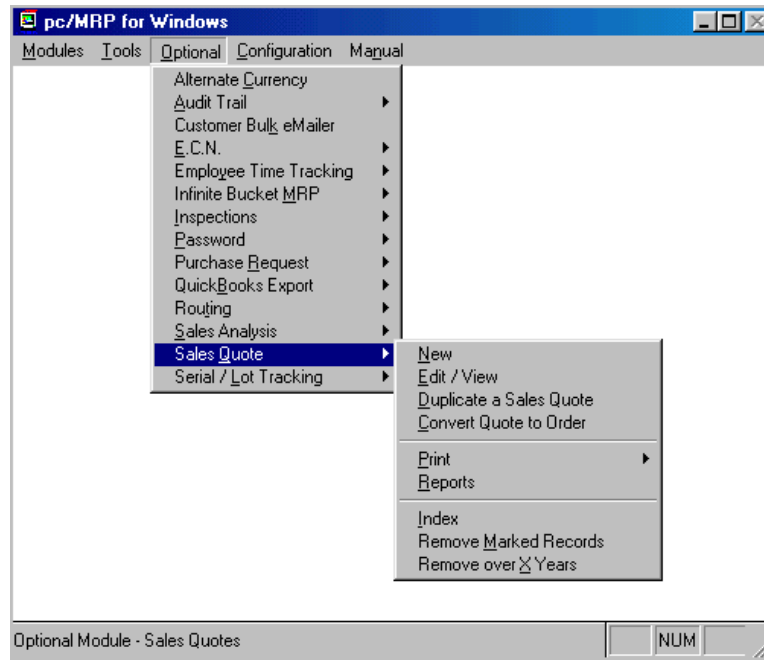 pc/MRP for Windows
Modules Tools Optional Configuration Manual
Alternate Currency
Audit Trail
Customer Bulk eMailer
E.C.N.
Employee Time Tracking
Infinite Bucket MRP
Inspections
Password
Purchase Request
QuickBooks Export
Routing
Sales Analysis
Sales Quote
Serial / Lot Tracking
New
Edit / View
Duplicate a Sales Quote
Convert Quote to Order
Print
Reports
Index
Remove Marked Records
Remove over X Years
Optional Module - Sales Quotes NUM